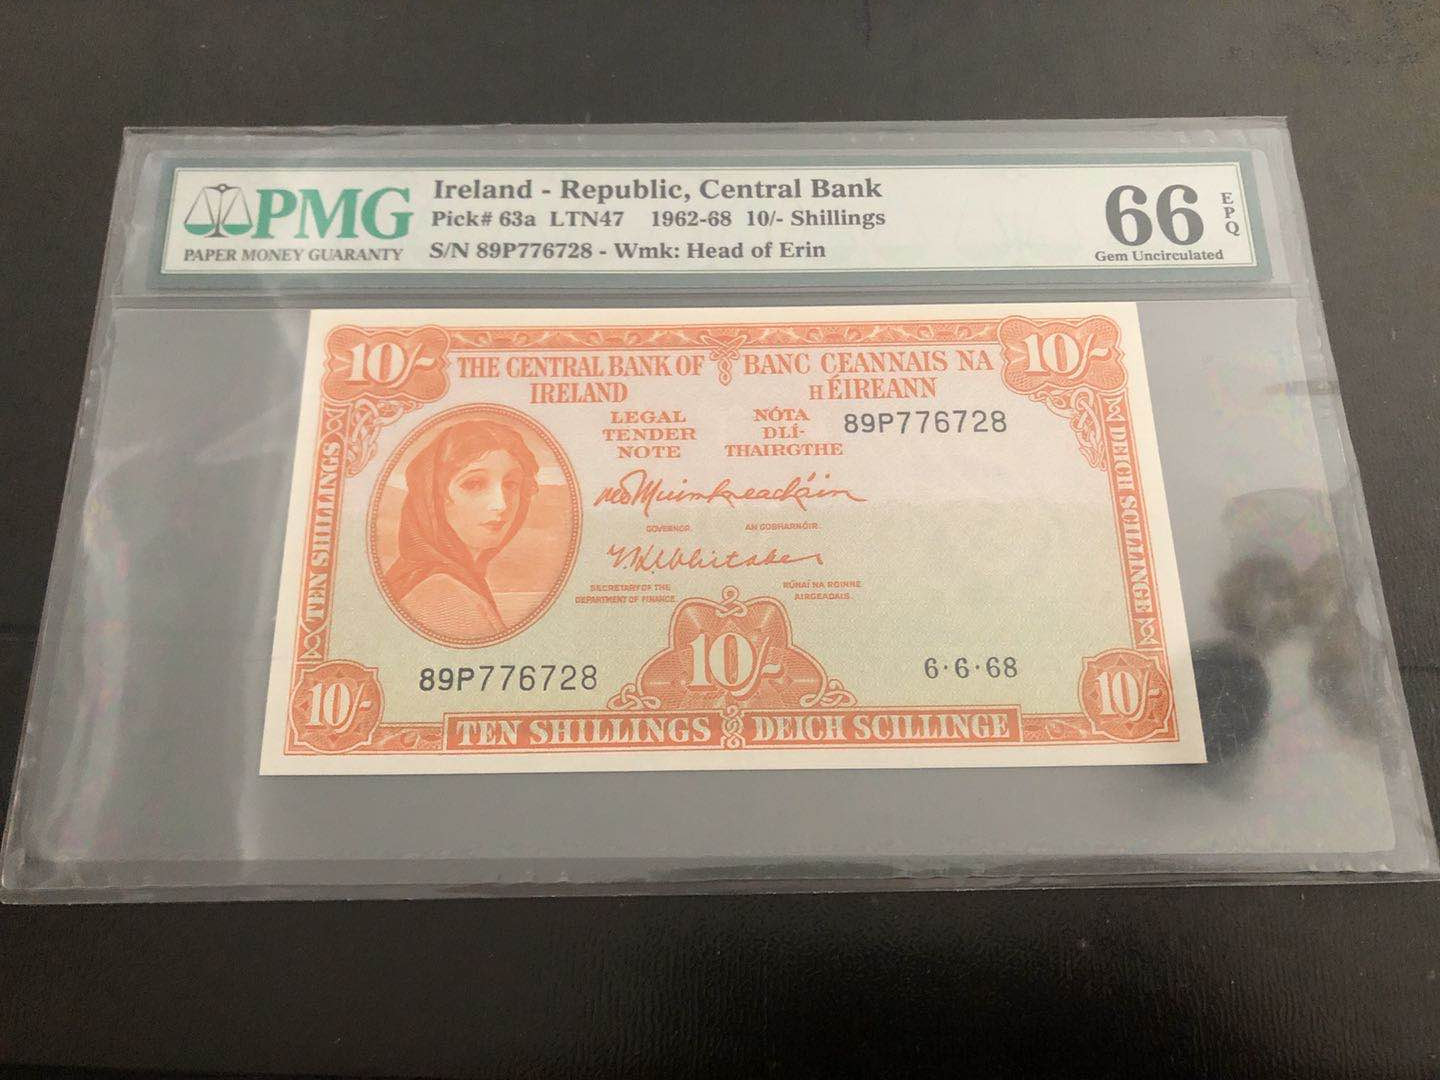 PMG
PAPER MONEY GUARANTY
Ireland - Republic, Central Bank
Pick# 63a LTN47 1962-68 10/- Shillings
S/N 89P776728 - Wmk: Head of Erin
66
EPQ
Gem Uncirculated
10/-
THE CENTRAL BANK OF
IRELAND
BANC CEANNAIS NA
H ÉIREANN
10/-
LEGAL
TENDER
NOTE
NÓTA
DLÍ-
THAIRGTHE
89P776728
TEN SHILLINGS
DEICH SCILLINGE
GOVERNOR.
AN GOBHARNÓIR.
T.K. Whitaker
SECRETARY OF THE
DEPARTMENT OF FINANCE
RÚNAÍ NA ROINNE
AIRGEADAIS.
89P776728
6·6·68
10/-
10/-
10/-
TEN SHILLINGS
DEICH SCILLINGE